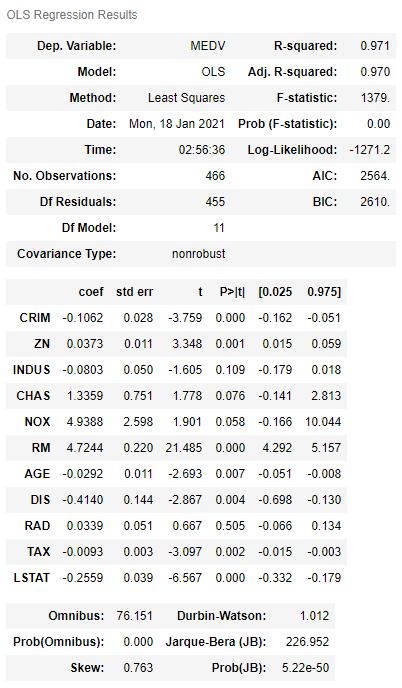 OLS Regression Results
Dep. Variable: MEDV R-squared: 0.971
Model: OLS Adj. R-squared: 0.970
Method: Least Squares F-statistic: 1379.
Date: Mon, 18 Jan 2021 Prob (F-statistic): 0.00
Time: 02:56:36 Log-Likelihood: -1271.2
No. Observations: 466 AIC: 2564.
Df Residuals: 455 BIC: 2610.
Df Model: 11
Covariance Type: nonrobust
coef std err t P>|t| [0.025 0.975]
CRIM -0.1062 0.028 -3.759 0.000 -0.162 -0.051
ZN 0.0373 0.011 3.348 0.001 0.015 0.059
INDUS -0.0803 0.050 -1.605 0.109 -0.179 0.018
CHAS 1.3359 0.751 1.778 0.076 -0.141 2.813
NOX 4.9388 2.598 1.901 0.058 -0.166 10.044
RM 4.7244 0.220 21.485 0.000 4.292 5.157
AGE -0.0292 0.011 -2.693 0.007 -0.051 -0.008
DIS -0.4140 0.144 -2.867 0.004 -0.698 -0.130
RAD 0.0339 0.051 0.667 0.505 -0.066 0.134
TAX -0.0093 0.003 -3.097 0.002 -0.015 -0.003
LSTAT -0.2559 0.039 -6.567 0.000 -0.332 -0.179
Omnibus: 76.151 Durbin-Watson: 1.012
Prob(Omnibus): 0.000 Jarque-Bera (JB): 226.952
Skew: 0.763 Prob(JB): 5.22e-50